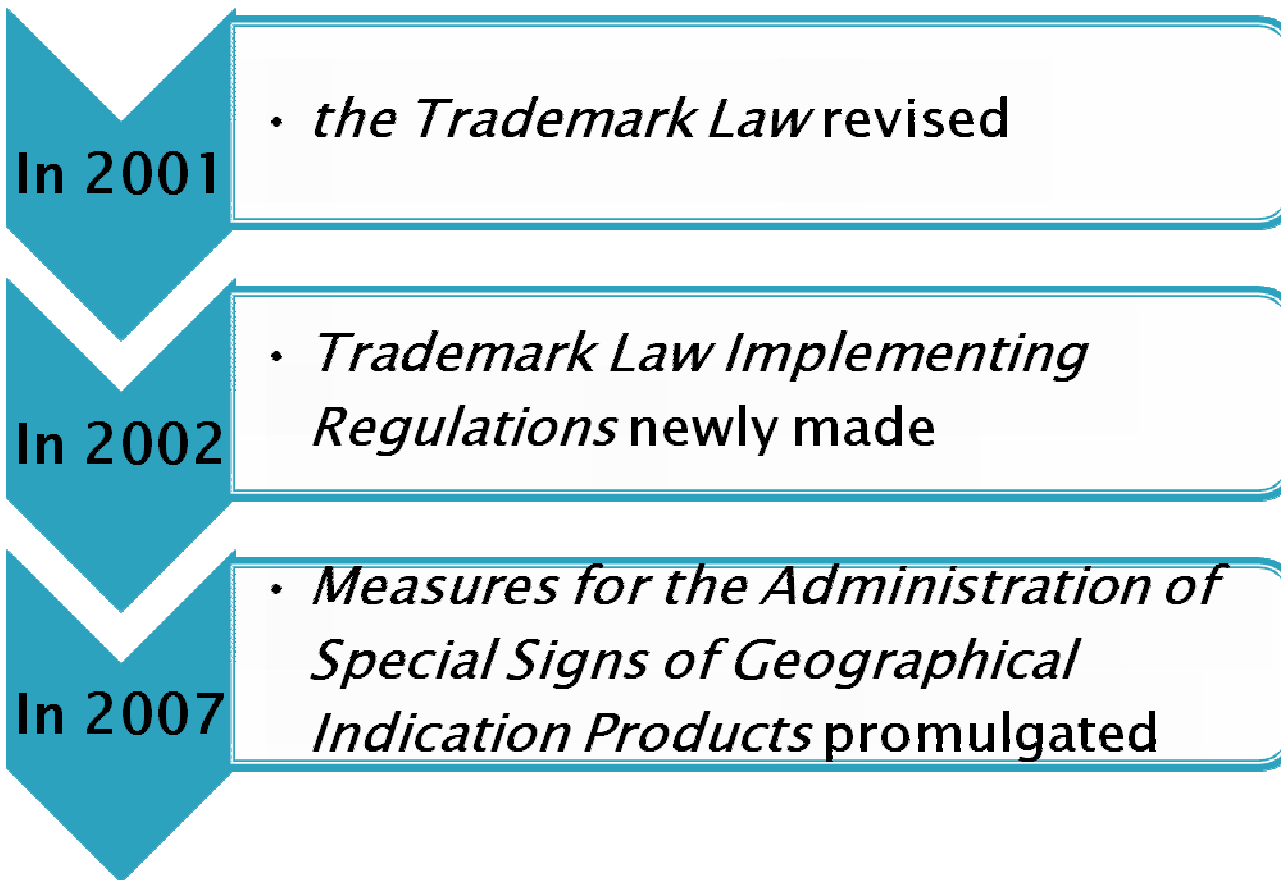 In 2001
• the Trademark Law revised
In 2002
• Trademark Law Implementing
Regulations newly made
In 2007
• Measures for the Administration of
Special Signs of Geographical
Indication Products promulgated